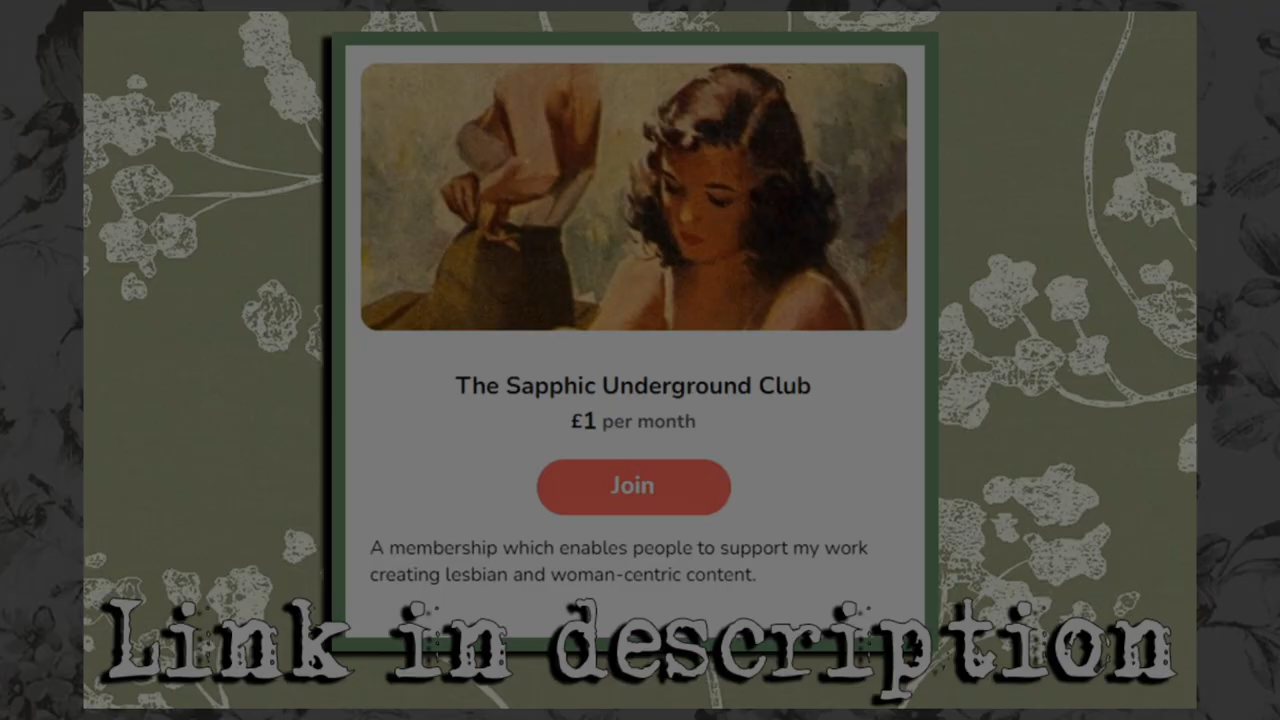 The Sapphic Underground Club
£1 per month
Join
A membership which enables people to support my work
creating lesbian and woman-centric content.
Link in description